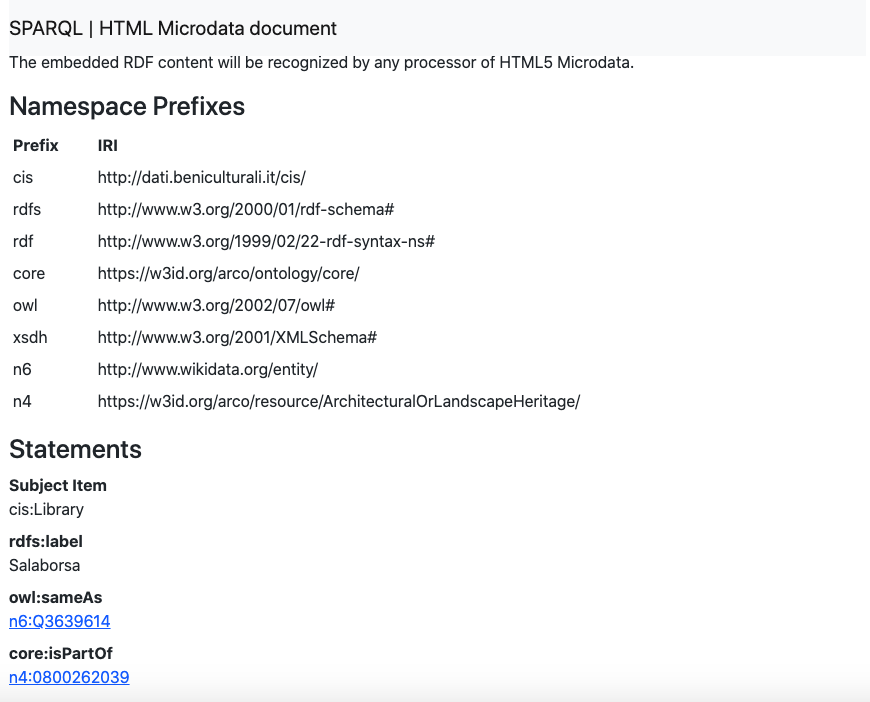 SPARQL | HTML Microdata document
The embedded RDF content will be recognized by any processor of HTML5 Microdata.
Namespace Prefixes
Prefix IRI
cis http://dati.beniculturali.it/cis/
rdfs http://www.w3.org/2000/01/rdf-schema#
rdf http://www.w3.org/1999/02/22-rdf-syntax-ns#
core https://w3id.org/arco/ontology/core/
owl http://www.w3.org/2002/07/owl#
xsdh http://www.w3.org/2001/XMLSchema#
n6 http://www.wikidata.org/entity/
n4 https://w3id.org/arco/resource/ArchitecturalOrLandscapeHeritage/
Statements
Subject Item
cis:Library
rdfs:label
Salaborsa
owl:sameAs
n6:Q3639614
core:isPartOf
n4:0800262039